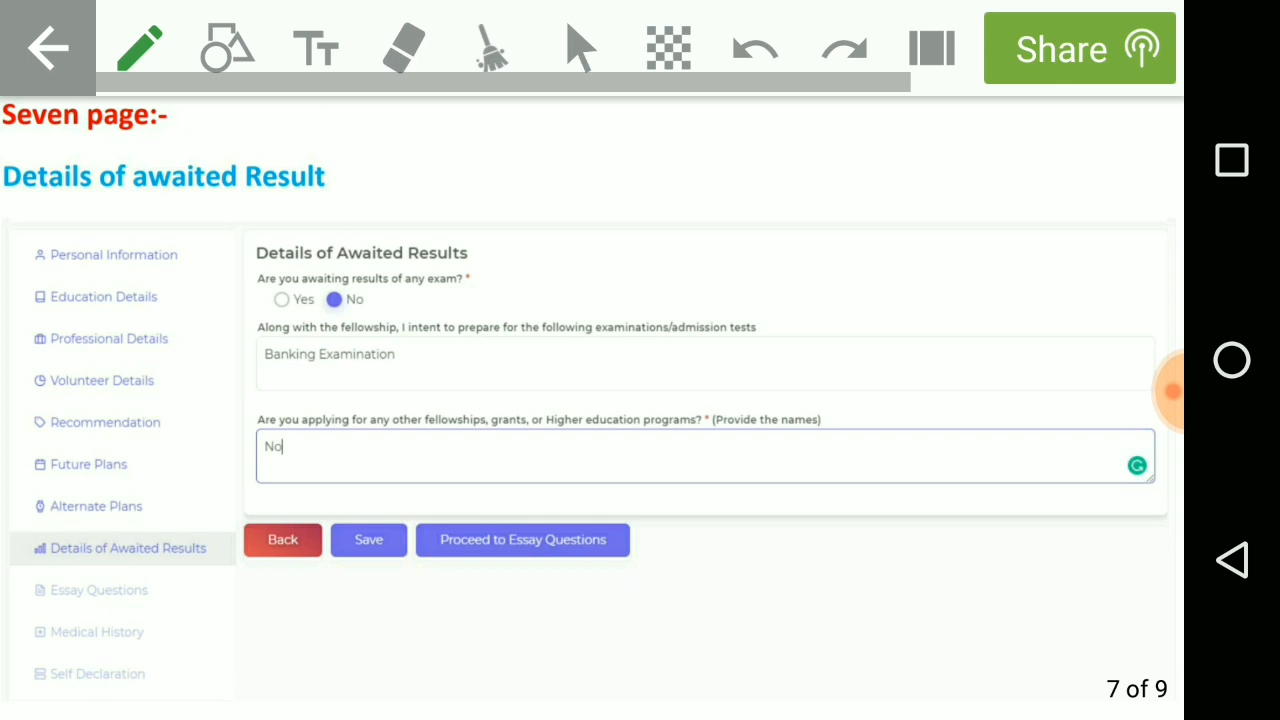 Share
Seven page:-
Details of awaited Result
Personal Information
Education Details
Professional Details
Volunteer Details
Recommendation
Future Plans
Alternate Plans
Details of Awaited Results
Essay Questions
Medical History
Self Declaration
Details of Awaited Results
Are you awaiting results of any exam? *
Yes No
Along with the fellowship, I intent to prepare for the following examinations/admission tests
Banking Examination
Are you applying for any other fellowships, grants, or Higher education programs? * (Provide the names)
No
Back Save Proceed to Essay Questions
7 of 9